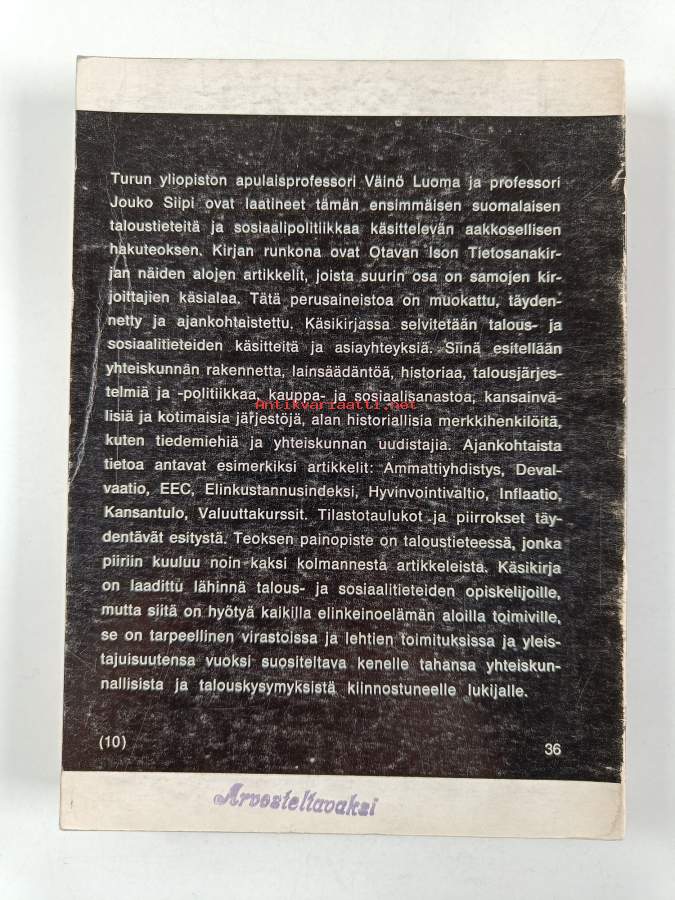 Turun yliopiston apulaisprofessori Väinö Luoma ja professori
Jouko Siipi ovat laatineet tämän ensimmäisen suomalaisen
taloustieteitä ja sosiaalipolitiikkaa käsittelevän aakkosellisen
hakuteoksen. Kirjan runkona ovat Otavan Ison Tietosanakir-
jan näiden alojen artikkelit, joista suurin osa on samojen kir-
joittajien käsialaa. Tätä perusaineistoa on muokattu, täyden-
netty ja ajankohtaistettu. Käsikirjassa selvitetään talous- ja
sosiaalitieteiden käsitteitä ja asiayhteyksiä. Siinä esitellään
yhteiskunnan rakennetta, lainsäädäntöä, historiaa, talousjärjes-
telmiä ja -politiikkaa, kauppa- ja sosiaalisanastoa, kansainvä-
Antikvariaatti.net
lisiä ja kotimaisia järjestöjä, alan historiallisia merkkihenkilöitä,
kuten tiedemiehiä ja yhteiskunnan uudistajia. Ajankohtaista
tietoa antavat esimerkiksi artikkelit: Ammattiyhdistys, Deval-
vaatio, EEC, Elinkustannusindeksi, Hyvinvointivaltio, Inflaatio,
Kansantulo, Valuuttakurssit. Tilastotaulukot ja piirrokset täy-
dentävät esitystä. Teoksen painopiste on taloustieteessä, jonka
piiriin kuuluu noin kaksi kolmannesta artikkeleista. Käsikirja
on laadittu lähinnä talous- ja sosiaalitieteiden opiskelijoille,
mutta siitä on hyötyä kaikilla elinkeinoelämän aloilla toimiville,
se on tarpeellinen virastoissa ja lehtien toimituksissa ja yleis-
tajuisuutensa vuoksi suositeltava kenelle tahansa yhteiskun-
nallisista ja talouskysymyksistä kiinnostuneelle lukijalle.
(10)
36
Arvosteltavaksi